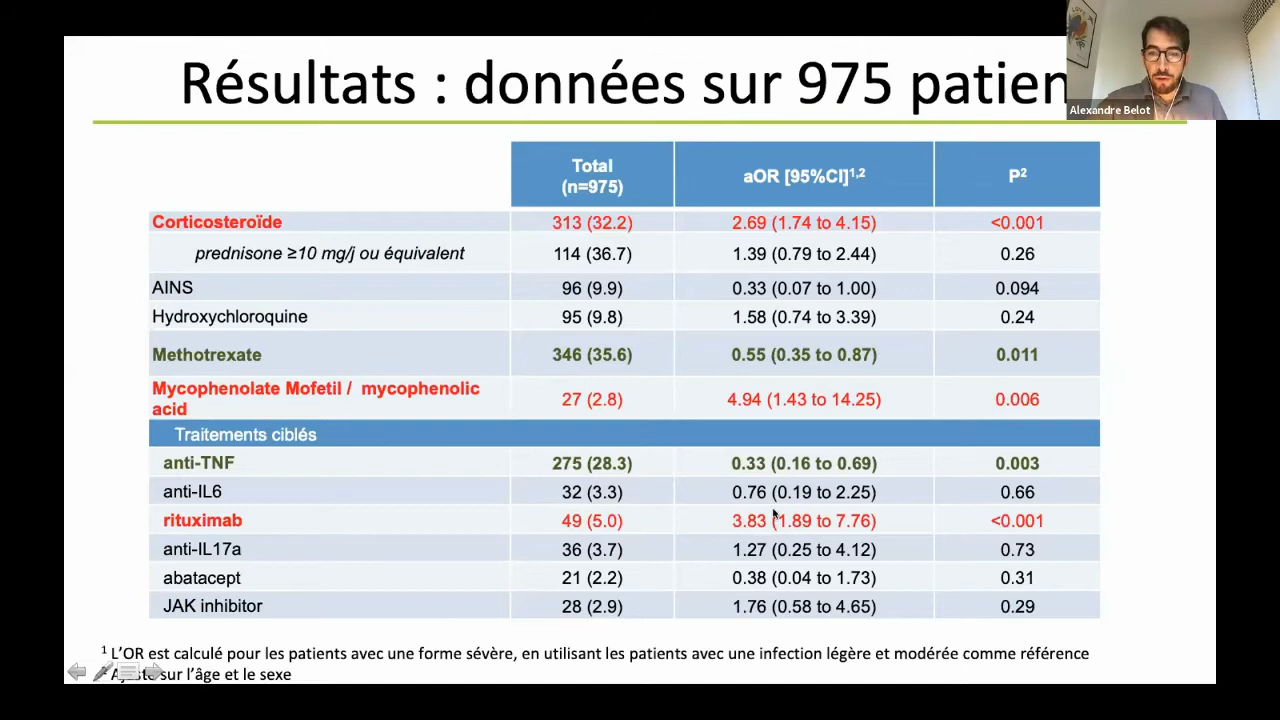 Résultats : données sur 975 patien
Alexandre Belot
Total (n=975) aOR [95%CI]¹,² P²
Corticosteroïde 313 (32.2) 2.69 (1.74 to 4.15) <0.001
prednisone ≥10 mg/j ou équivalent 114 (36.7) 1.39 (0.79 to 2.44) 0.26
AINS 96 (9.9) 0.33 (0.07 to 1.00) 0.094
Hydroxychloroquine 95 (9.8) 1.58 (0.74 to 3.39) 0.24
Methotrexate 346 (35.6) 0.55 (0.35 to 0.87) 0.011
Mycophenolate Mofetil / mycophenolic acid 27 (2.8) 4.94 (1.43 to 14.25) 0.006
Traitements ciblés
anti-TNF 275 (28.3) 0.33 (0.16 to 0.69) 0.003
anti-IL6 32 (3.3) 0.76 (0.19 to 2.25) 0.66
rituximab 49 (5.0) 3.83 (1.89 to 7.76) <0.001
anti-IL17a 36 (3.7) 1.27 (0.25 to 4.12) 0.73
abatacept 21 (2.2) 0.38 (0.04 to 1.73) 0.31
JAK inhibitor 28 (2.9) 1.76 (0.58 to 4.65) 0.29
¹ L’OR est calculé pour les patients avec une forme sévère, en utilisant les patients avec une infection légère et modérée comme référence
sur l’âge et le sexe